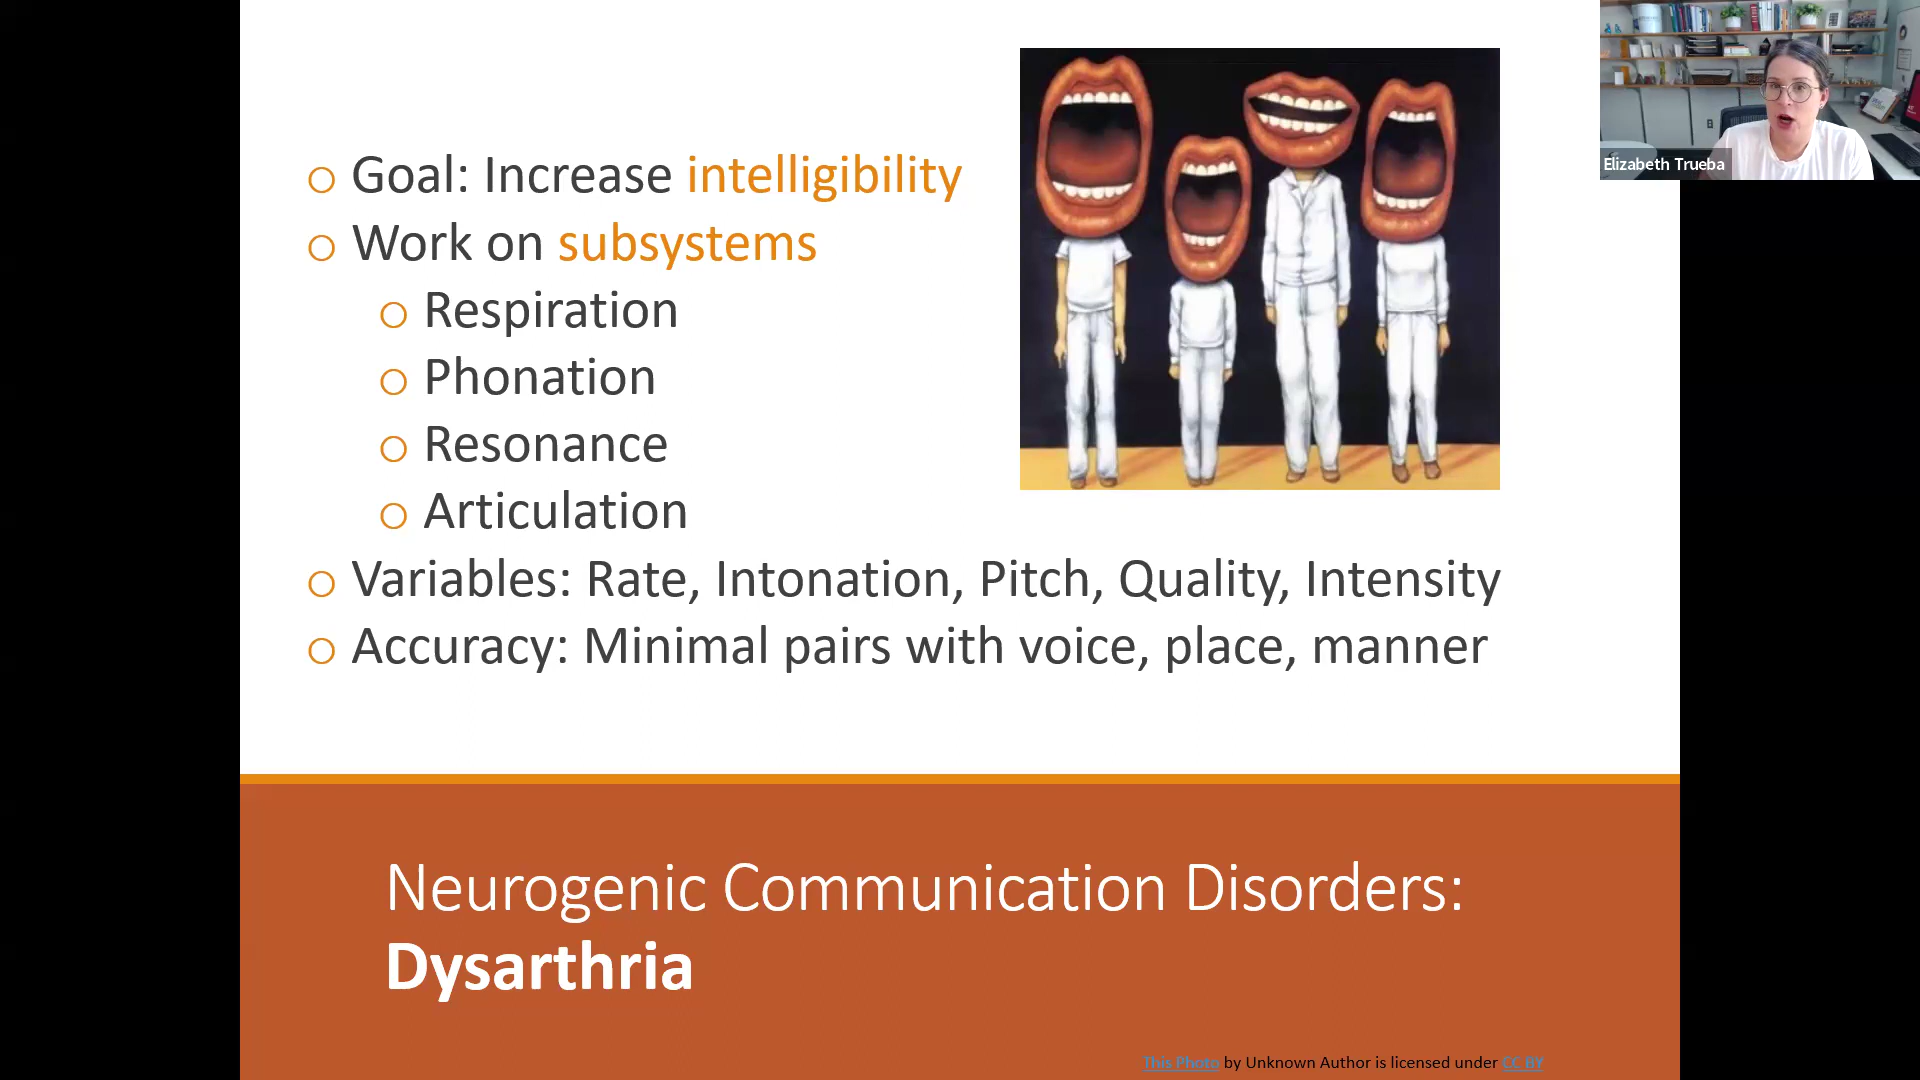 Goal: Increase intelligibility
Work on subsystems
Respiration
Phonation
Resonance
Articulation
Variables: Rate, Intonation, Pitch, Quality, Intensity
Accuracy: Minimal pairs with voice, place, manner
Elizabeth Trueba
Neurogenic Communication Disorders:
Dysarthria
This Photo by Unknown Author is licensed under CC BY